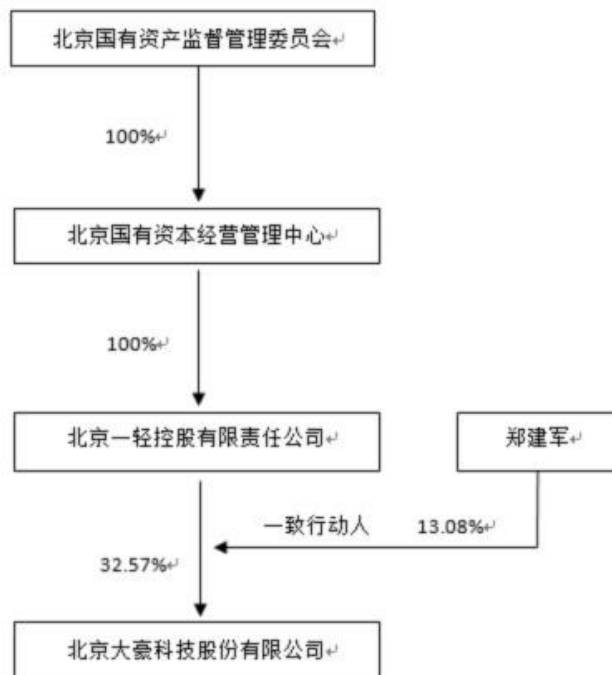 北京国有资产监督管理委员会
100%
北京国有资本经营管理中心
100%
北京一轻控股有限责任公司
郑建军
一致行动人 13.08%
32.57%
北京大豪科技股份有限公司